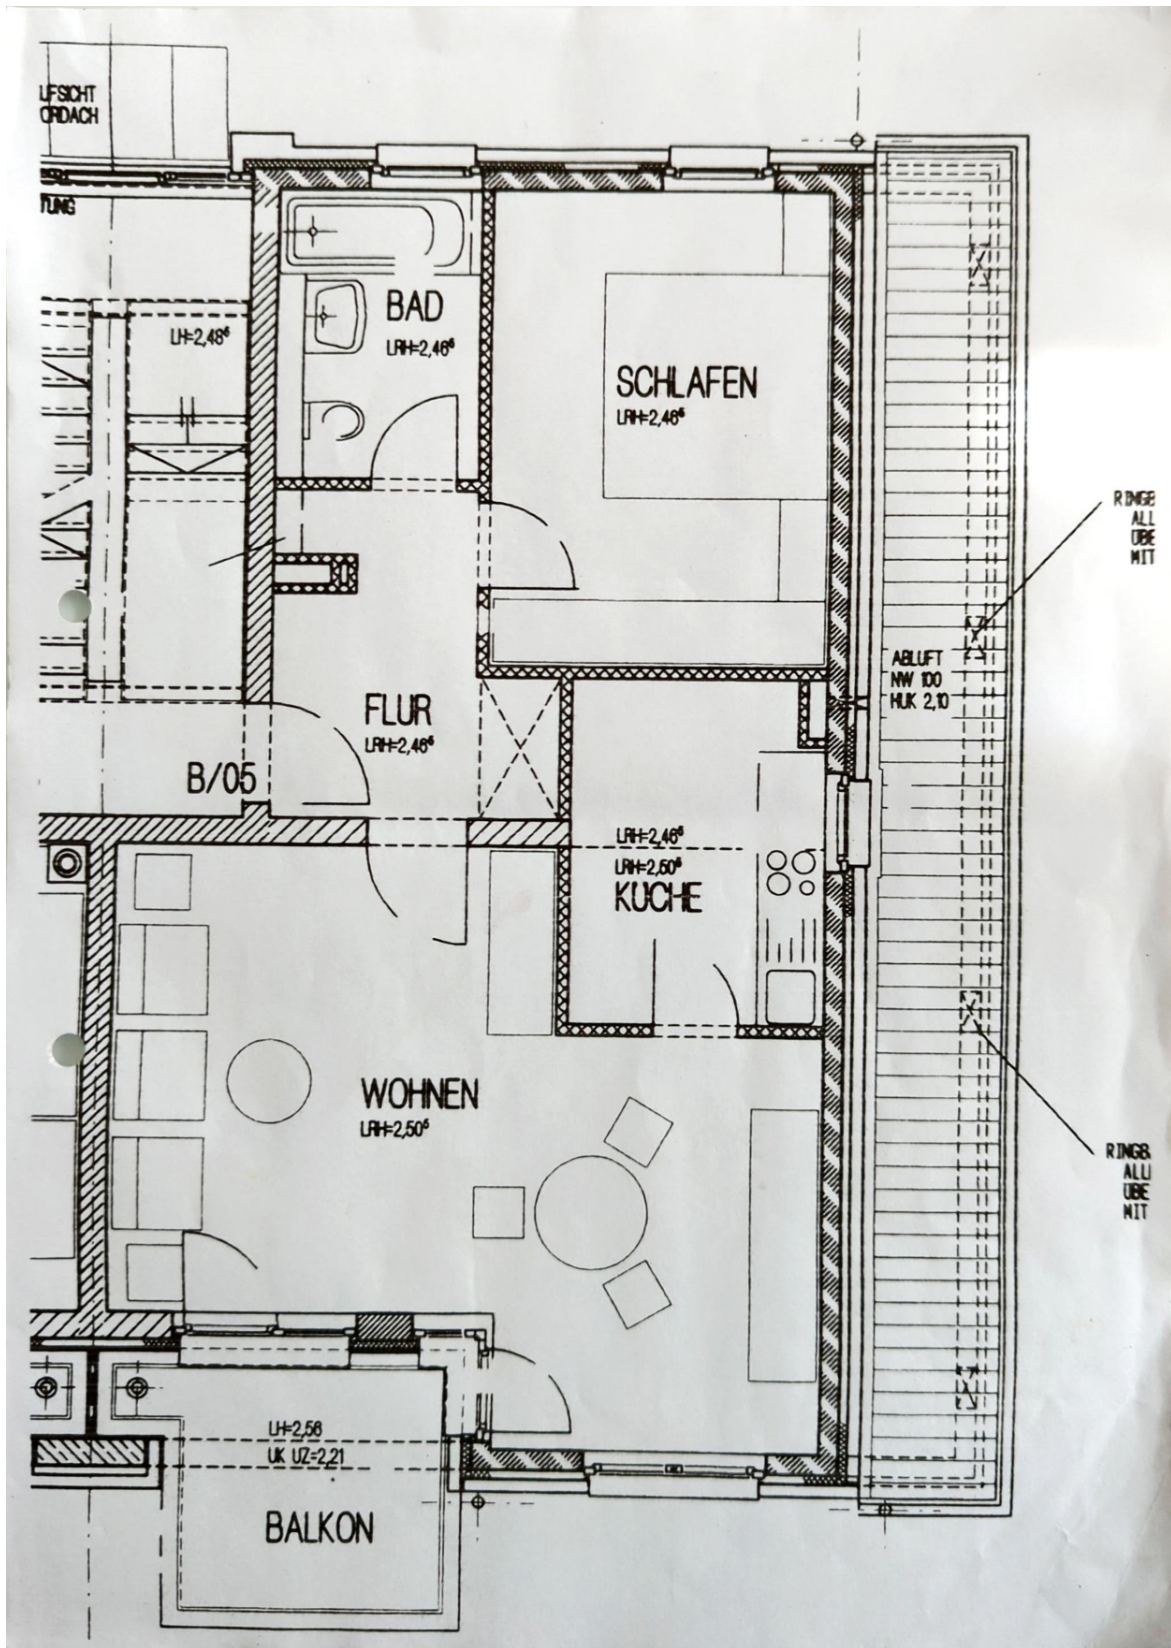 UFSICHT
ORDACH
TUNG
LH=2,48⁵
BAD
LRH=2,46⁵
SCHLAFEN
LRH=2,46⁵
RINGB
ALL
ÜBE
MIT
ABLUFT
NW 100
HUK 2,10
FLUR
LRH=2,46⁵
B/05
LRH=2,46⁵
LRH=2,50⁵
KÜCHE
WOHNEN
LRH=2,50⁵
RINGB
ALL
ÜBE
MIT
LH=2,56
UK UZ=2,21
BALKON